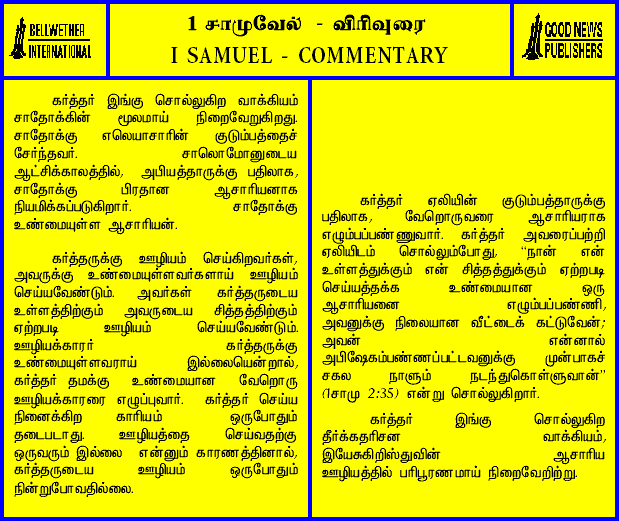 BELLWETHER
INTERNATIONAL
1 சாமுவேல் - விரிவுரை
I SAMUEL - COMMENTARY
GOOD NEWS
PUBLISHERS
கர்த்தர் இங்கு சொல்லுகிற வாக்கியம்
சாதோக்கின் மூலமாய் நிறைவேறுகிறது.
சாதோக்கு எலெயாசாரின் குடும்பத்தைச்
சேர்ந்தவர். சாலொமோனுடைய
ஆட்சிக்காலத்தில், அபியத்தாருக்கு பதிலாக,
சாதோக்கு பிரதான ஆசாரியனாக
நியமிக்கப்படுகிறார். சாதோக்கு
உண்மையுள்ள ஆசாரியன்.
கர்த்தருக்கு ஊழியம் செய்கிறவர்கள்,
அவருக்கு உண்மையுள்ளவர்களாய் ஊழியம்
செய்யவேண்டும். அவர்கள் கர்த்தருடைய
உள்ளத்திற்கும் அவருடைய சித்தத்திற்கும்
ஏற்றபடி ஊழியம் செய்யவேண்டும்.
ஊழியக்காரர் கர்த்தருக்கு
உண்மையுள்ளவராய் இல்லையென்றால்,
கர்த்தர் தமக்கு உண்மையான வேறொரு
ஊழியக்காரரை எழுப்புவார். கர்த்தர் செய்ய
நினைக்கிற காரியம் ஒருபோதும்
தடைபடாது. ஊழியத்தை செய்வதற்கு
ஒருவரும் இல்லை என்னும் காரணத்தினால்,
கர்த்தருடைய ஊழியம் ஒருபோதும்
நின்றுபோவதில்லை.
கர்த்தர் ஏலியின் குடும்பத்தாருக்கு
பதிலாக, வேறொருவரை ஆசாரியராக
எழும்பப்பண்ணுவார். கர்த்தர் அவரைப்பற்றி
ஏலியிடம் சொல்லும்போது, "நான் என்
உள்ளத்துக்கும் என் சித்தத்துக்கும் ஏற்றபடி
செய்யத்தக்க உண்மையான ஒரு
ஆசாரியனை எழும்பப்பண்ணி,
அவனுக்கு நிலையான வீட்டைக் கட்டுவேன்;
அவன் என்னால்
அபிஷேகம்பண்ணப்பட்டவனுக்கு முன்பாகச்
சகல நாளும் நடந்துகொள்ளுவான்"
(1சாமு 2:35) என்று சொல்லுகிறார்.
கர்த்தர் இங்கு சொல்லுகிற
தீர்க்கதரிசன வாக்கியம்,
இயேசுகிறிஸ்துவின் ஆசாரிய
ஊழியத்தில் பரிபூரணமாய் நிறைவேறிற்று.